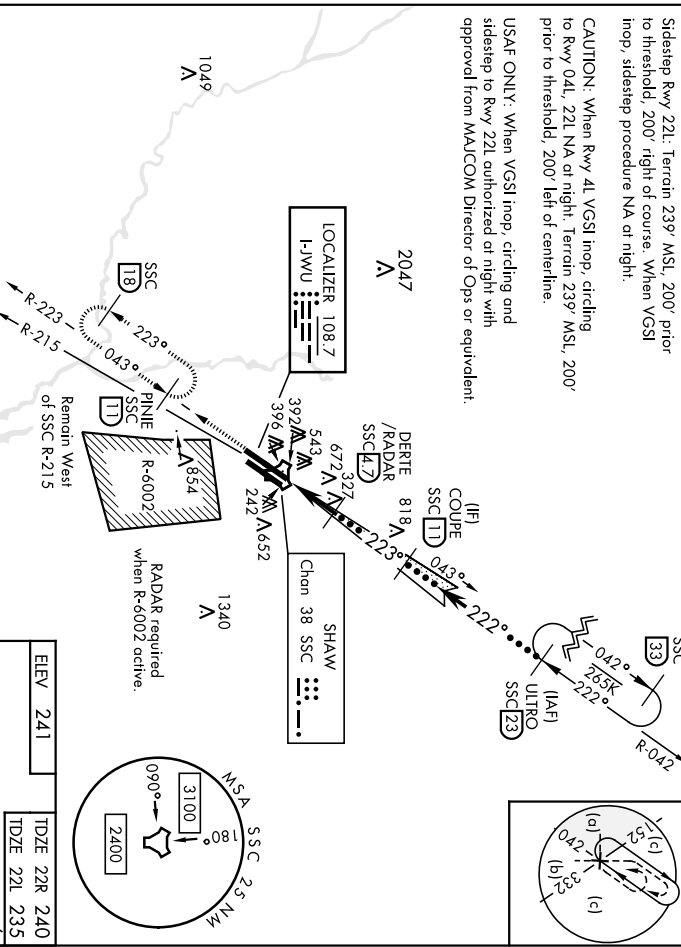 Sidestep Rwy 22L: Terrain 239' MSL, 200' prior
to threshold, 200' right of course. When VGSI
inop, sidestep procedure NA at night.
CAUTION: When Rwy 4L VGSI inop, circling
to Rwy 04L, 22L NA at night. Terrain 239' MSL, 200'
prior to threshold, 200' left of centerline.
USAF ONLY: When VGSI inop, circling and
sidestep to Rwy 22L authorized at night with
approval from MAJCOM Director of Ops or equivalent.
1049
2047
LOCALIZER 108.7
I-JWU
SSC
18
R-223
R-215
223°
043°
PINIE
SSC
11
Remain West
of SSC R-215
R-6002
854
396
392
543
672
327
242
652
DERTE
/RADAR
SSC 4.7
818
(IF)
COUPE
SSC 11
223°
043°
222°
(IAF)
ULTRO
SSC 23
042°
265K
222°
SSC
33
R-042
SHAW
Chan 38 SSC
1340
RADAR required
when R-6002 active.
MSA SSC 25 NM
3100
180°
090°
2400
(a)
(b)
(c)
(c)
042
332
152
ELEV 241
TDZE 22R 240
TDZE 22L 235